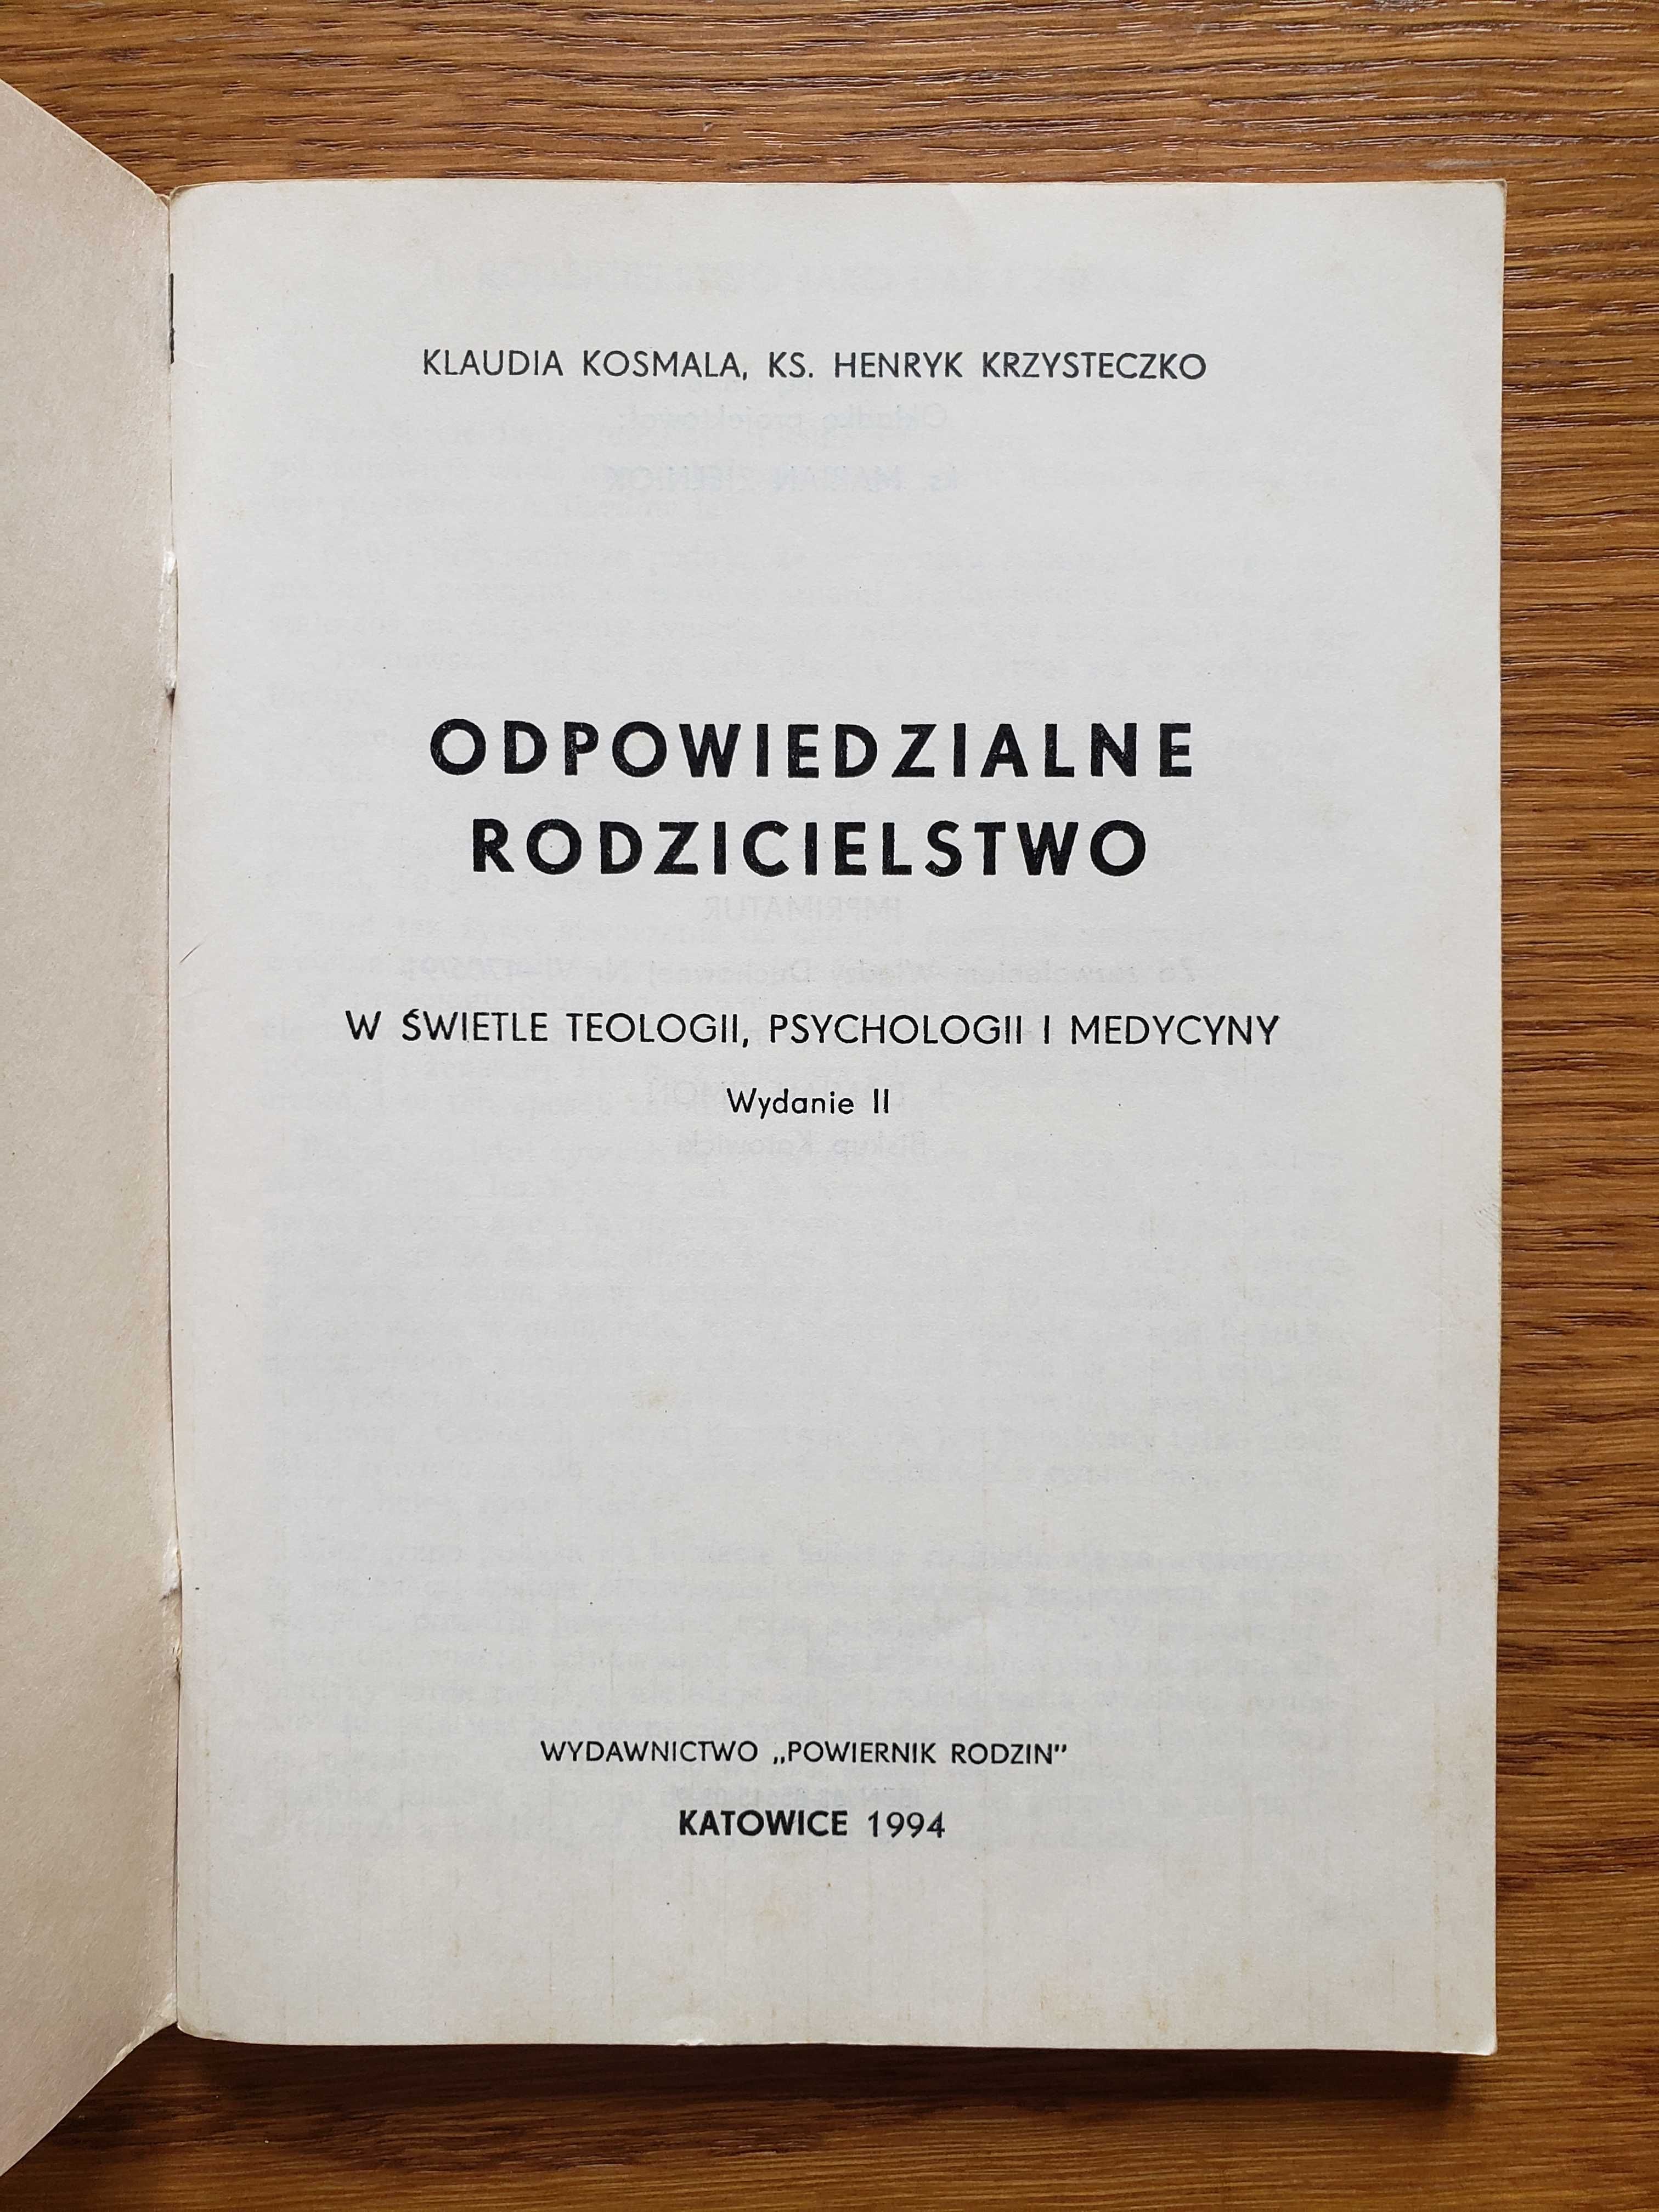 KLAUDIA KOSMALA, KS. HENRYK KRZYSTECZKO
ODPOWIEDZIALNE
RODZICIELSTWO
W ŚWIETLE TEOLOGII, PSYCHOLOGII I MEDYCYNY
Wydanie II
WYDAWNICTWO „POWIERNIK RODZIN”
KATOWICE 1994